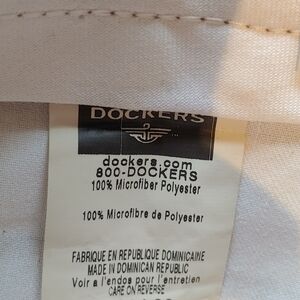 DOCKERS
dockers.com
800-DOCKERS
100% Microfiber Polyester
100% Microfibre de Polyester
FABRIQUE EN REPUBLIQUE DOMINICAINE
MADE IN DOMINICAN REPUBLIC
Voir a l'endos pour l'entretien
CARE ON REVERSE